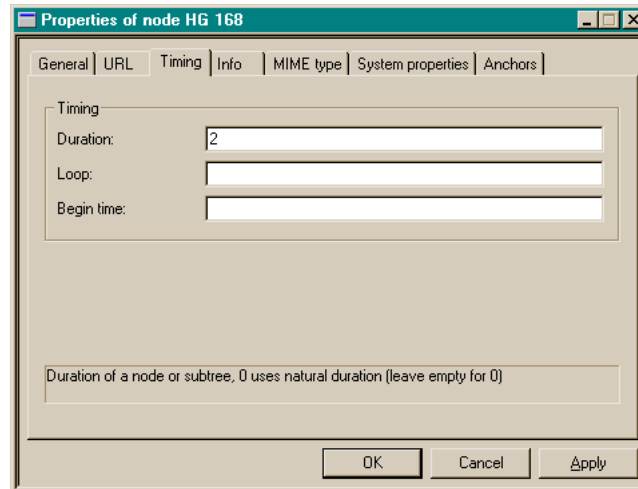 Properties of node HG 168
General URL Timing Info MIME type System properties Anchors
Timing
Duration: 2
Loop:
Begin time:
Duration of a node or subtree, 0 uses natural duration (leave empty for 0)
OK Cancel Apply